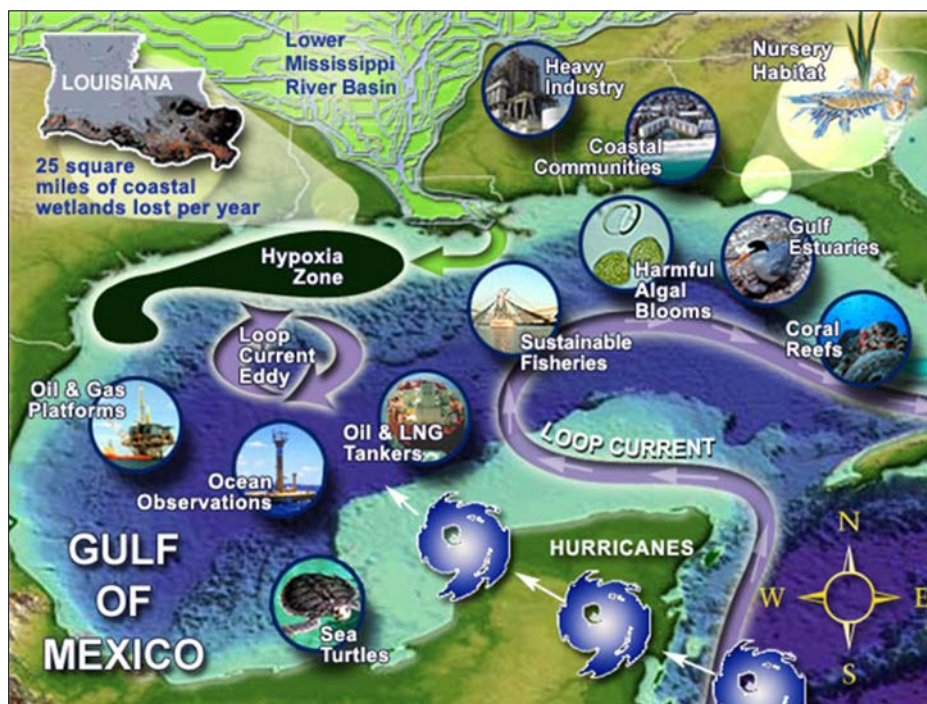 LOUISIANA
25 square
miles of coastal
wetlands lost per year
Lower
Mississippi
River Basin
Heavy
Industry
Coastal
Communities
Nursery
Habitat
Hypoxia
Zone
Harmful
Algal
Blooms
Gulf
Estuaries
Loop
Current
Eddy
Sustainable
Fisheries
Coral
Reefs
Oil & Gas
Platforms
Ocean
Observations
Oil & LNG
Tankers
LOOP CURRENT
GULF
OF
MEXICO
Sea
Turtles
HURRICANES
N
W
E
S